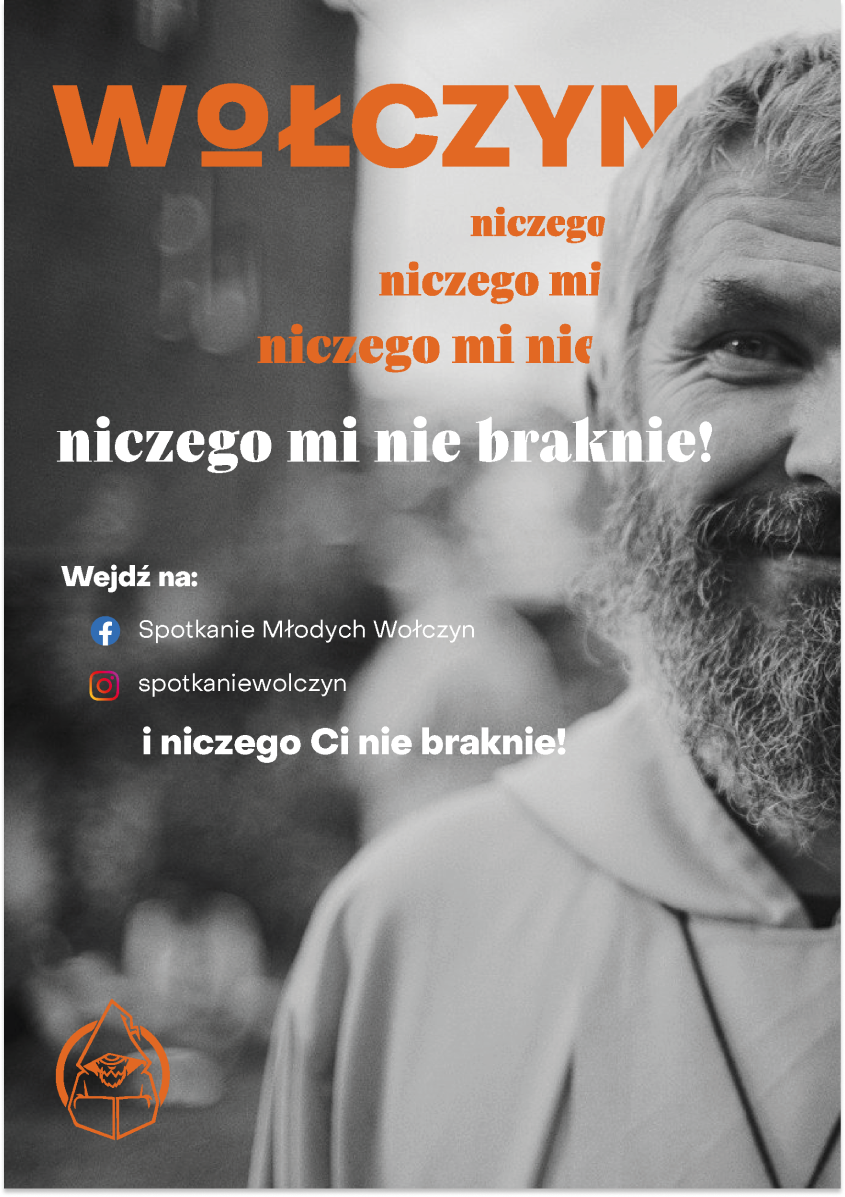 WOŁCZYN
niczego
niczego mi
niczego mi nie
niczego mi nie braknie!
Wejdź na:
Spotkanie Młodych Wołczyn
spotkaniewolczyn
i niczego Ci nie braknie!